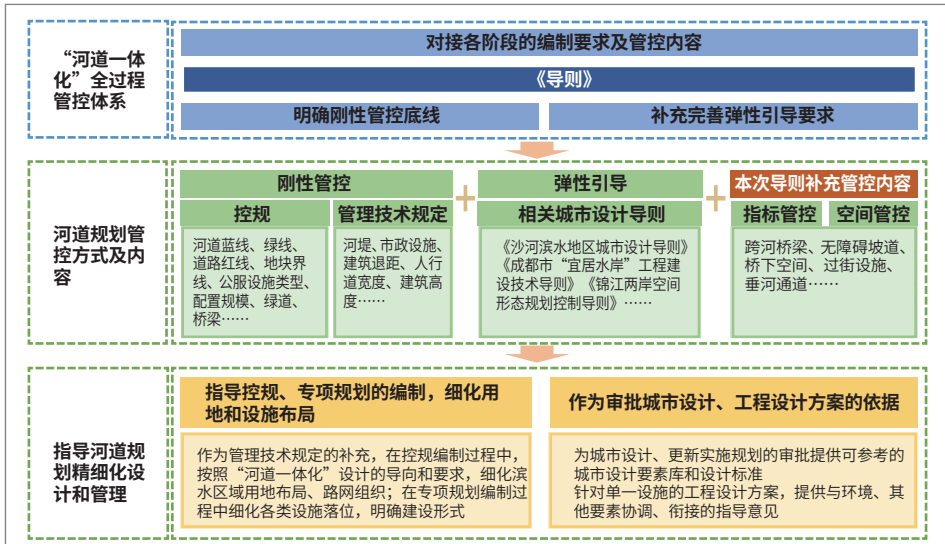 “河道一体
化”全过程
管控体系
对接各阶段的编制要求及管控内容
《导则》
明确刚性管控底线
补充完善弹性引导要求
河道规划管
控方式及内
容
刚性管控
控规
管理技术规定
河道蓝线、绿线、
道路红线、地块界
线、公服设施类型、
配置规模、绿道、
桥梁……
河堤、市政设施、
建筑退距、人行
道宽度、建筑高
度……
+
弹性引导
相关城市设计导则
《沙河滨水地区城市设计导则》
《成都市“宜居水岸”工程建
设技术导则》《锦江两岸空间
形态规划控制导则》……
+
本次导则补充管控内容
指标管控
空间管控
跨河桥梁、无障碍坡道、
桥下空间、过街设施、
垂河通道……
指导河道规
划精细化设
计和管理
指导控规、专项规划的编制，细化用
地和设施布局
作为管理技术规定的补充，在控规编制过程中，
按照“河道一体化”设计的导向和要求，细化滨
水区域用地布局、路网组织；在专项规划编制过
程中细化各类设施落位，明确建设形式
作为审批城市设计、工程设计方案的依据
为城市设计、更新实施规划的审批提供可参考的
城市设计要素库和设计标准
针对单一设施的工程设计方案，提供与环境、其
他要素协调、衔接的指导意见